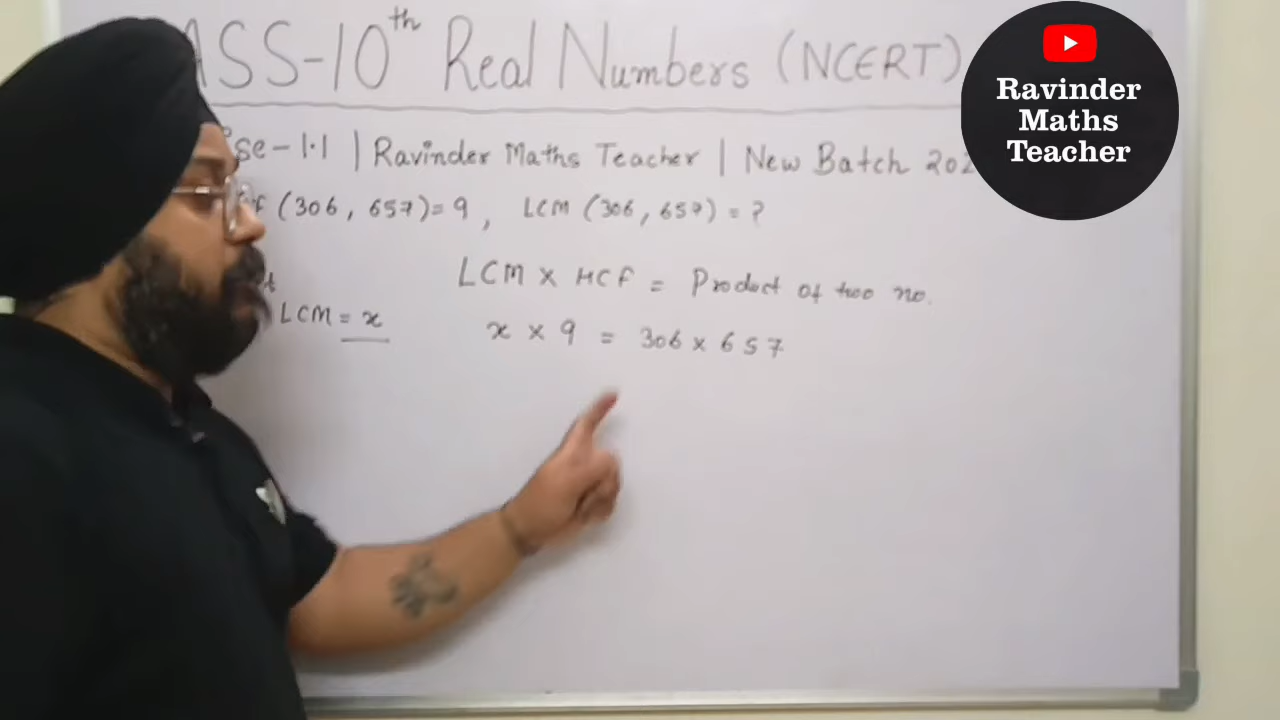 ASS-10th Real Numbers (NCERT)
se-1.1 | Ravinder Maths Teacher | New Batch 202
(306, 657)=9, LCM (306, 657) = ?
LCM × HCF = Product of two no.
LCM = x
x × 9 = 306 × 657
Ravinder
Maths
Teacher